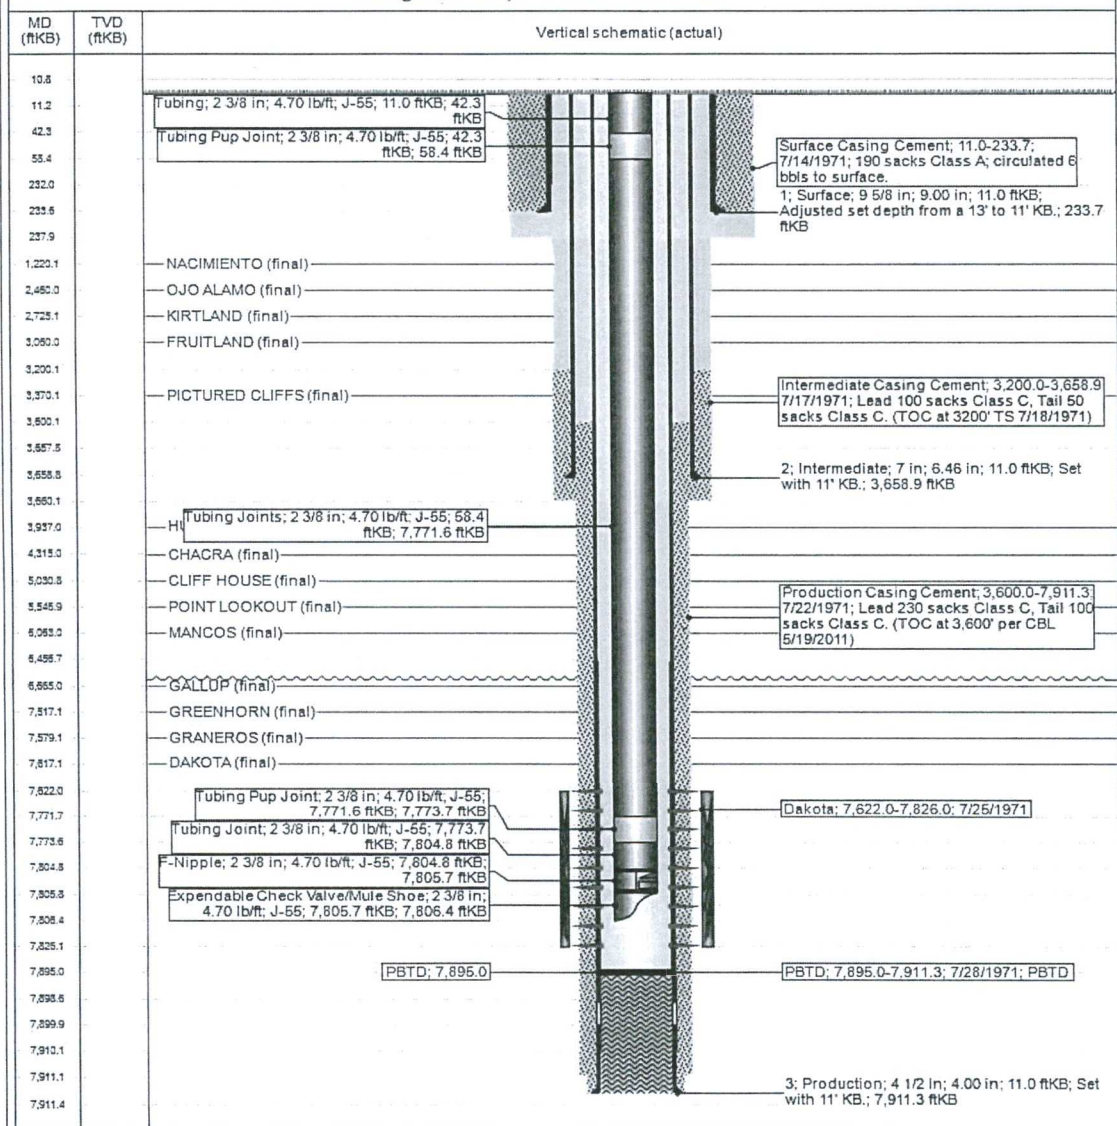 MD (ftKB)
TVD (ftKB)
Vertical schematic (actual)
10.8
11.2
42.3
58.4
232.0
233.6
237.9
1,220.1
2,450.0
2,725.1
3,050.0
3,200.1
3,370.1
3,600.1
3,657.5
3,658.8
3,660.1
3,937.0
4,315.0
5,030.8
5,545.9
6,455.7
6,665.0
7,517.1
7,579.1
7,622.0
7,771.7
7,773.6
7,804.8
7,805.8
7,806.4
7,825.1
7,895.0
7,898.6
7,899.9
7,910.1
7,911.1
7,911.4
Tubing; 2 3/8 in; 4.70 lb/ft; J-55; 11.0 ftKB; 42.3
ftKB
Tubing Pup Joint; 2 3/8 in; 4.70 lb/ft; J-55; 42.3
ftKB; 58.4 ftKB
Surface Casing Cement; 11.0-233.7;
7/14/1971; 190 sacks Class A; circulated 6
bbls to surface.
1; Surface; 9 5/8 in; 9.00 in; 11.0 ftKB;
Adjusted set depth from a 13' to 11' KB.; 233.7
ftKB
NACIMIENTO (final)
OJO ALAMO (final)
KIRTLAND (final)
FRUITLAND (final)
PICTURED CLIFFS (final)
Intermediate Casing Cement; 3,200.0-3,658.9
7/17/1971; Lead 100 sacks Class C, Tail 50
sacks Class C. (TOC at 3200' TS 7/18/1971)
2; Intermediate; 7 in; 6.46 in; 11.0 ftKB; Set
with 11' KB.; 3,658.9 ftKB
Tubing Joints; 2 3/8 in; 4.70 lb/ft; J-55; 58.4
ftKB; 7,771.6 ftKB
CHACRA (final)
CLIFF HOUSE (final)
POINT LOOKOUT (final)
MANCOS (final)
Production Casing Cement; 3,600.0-7,911.3;
7/22/1971; Lead 230 sacks Class C, Tail 100
sacks Class C. (TOC at 3,600' per CBL
5/19/2011)
GALLUP (final)
GREENHORN (final)
GRANEROS (final)
DAKOTA (final)
Tubing Pup Joint; 2 3/8 in; 4.70 lb/ft; J-55;
7,771.6 ftKB; 7,773.7 ftKB
Tubing Joint; 2 3/8 in; 4.70 lb/ft; J-55; 7,773.7
ftKB; 7,804.8 ftKB
F-Nipple; 2 3/8 in; 4.70 lb/ft; J-55; 7,804.8 ftKB;
7,805.7 ftKB
Expendable Check Valve/Mule Shoe; 2 3/8 in;
4.70 lb/ft; J-55; 7,805.7 ftKB; 7,806.4 ftKB
Dakota; 7,622.0-7,826.0; 7/25/1971
PBTD; 7,895.0
PBTD; 7,895.0-7,911.3; 7/28/1971; PBTD
3; Production; 4 1/2 in; 4.00 in; 11.0 ftKB; Set
with 11' KB.; 7,911.3 ftKB